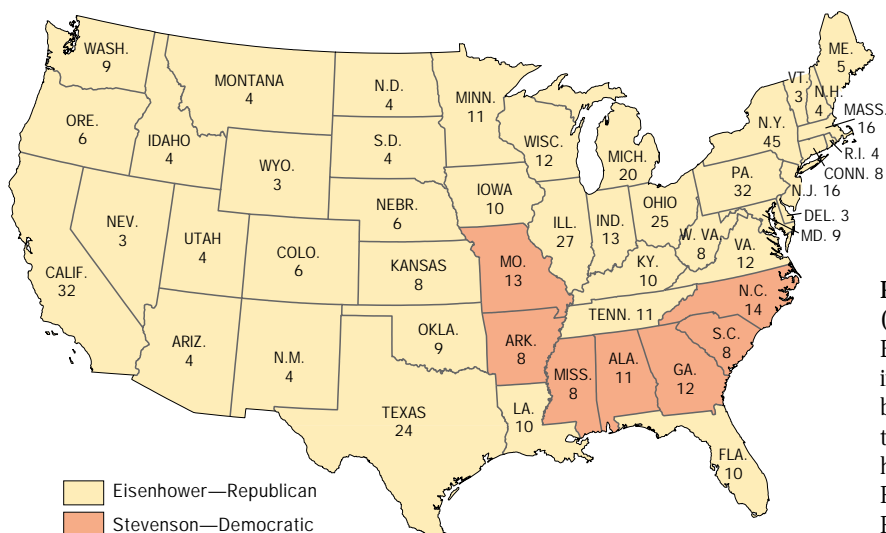 WASH.
9
MONTANA
4
N.D.
4
MINN.
11
ORE.
6
IDAHO
4
S.D.
4
WISC.
12
MICH.
20
ME.
5
VT.
3
N.H.
4
MASS.
16
N.Y.
45
R.I. 4
CONN. 8
WYO.
3
IOWA
10
NEBR.
6
PA.
32
N.J. 16
NEV.
3
UTAH
4
COLO.
6
ILL.
27
IND.
13
OHIO
25
W. VA.
8
VA.
12
DEL. 3
MD. 9
CALIF.
32
KANSAS
8
MO.
13
KY.
10
N.C.
14
TENN. 11
ARIZ.
4
N.M.
4
OKLA.
9
ARK.
8
S.C.
8
MISS.
8
ALA.
11
GA.
12
TEXAS
24
LA.
10
FLA.
10
Eisenhower—Republican
Stevenson—Democratic